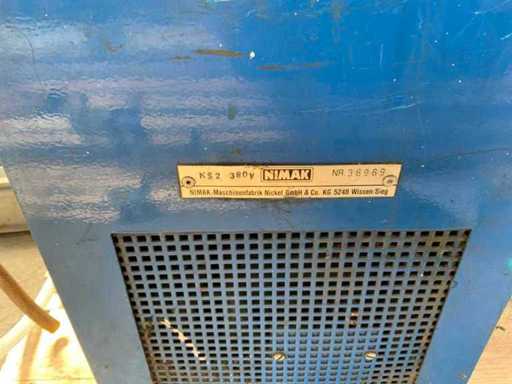 KS2 380V NIMAK NR. 36969
NIMAK-Maschinenfabrik Nickel GmbH & Co. KG 5248 Wissen-Sieg